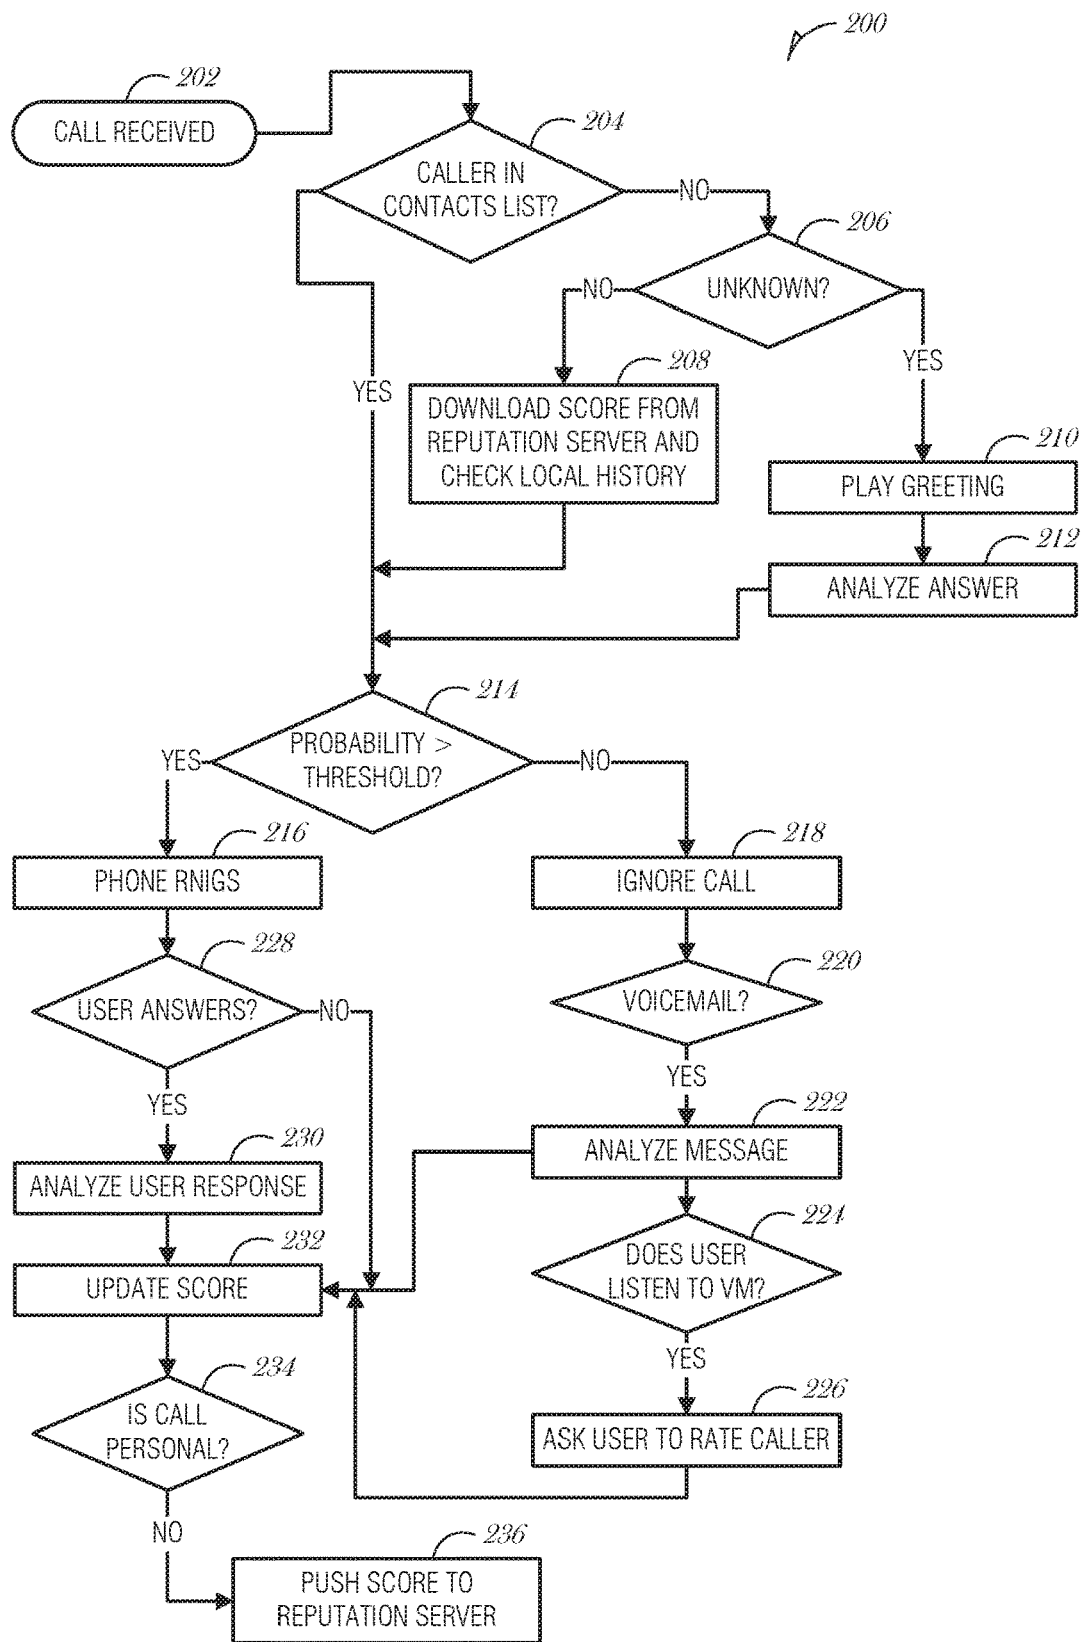 200
202
CALL RECEIVED
204
CALLER IN
CONTACTS LIST?
NO
206
UNKNOWN?
NO
YES
YES
208
DOWNLOAD SCORE FROM
REPUTATION SERVER AND
CHECK LOCAL HISTORY
210
PLAY GREETING
212
ANALYZE ANSWER
214
PROBABILITY >
THRESHOLD?
YES
NO
216
PHONE RNIGS
218
IGNORE CALL
228
USER ANSWERS?
NO
220
VOICEMAIL?
YES
YES
222
ANALYZE MESSAGE
230
ANALYZE USER RESPONSE
224
DOES USER
LISTEN TO VM?
232
UPDATE SCORE
YES
234
IS CALL
PERSONAL?
226
ASK USER TO RATE CALLER
NO
236
PUSH SCORE TO
REPUTATION SERVER